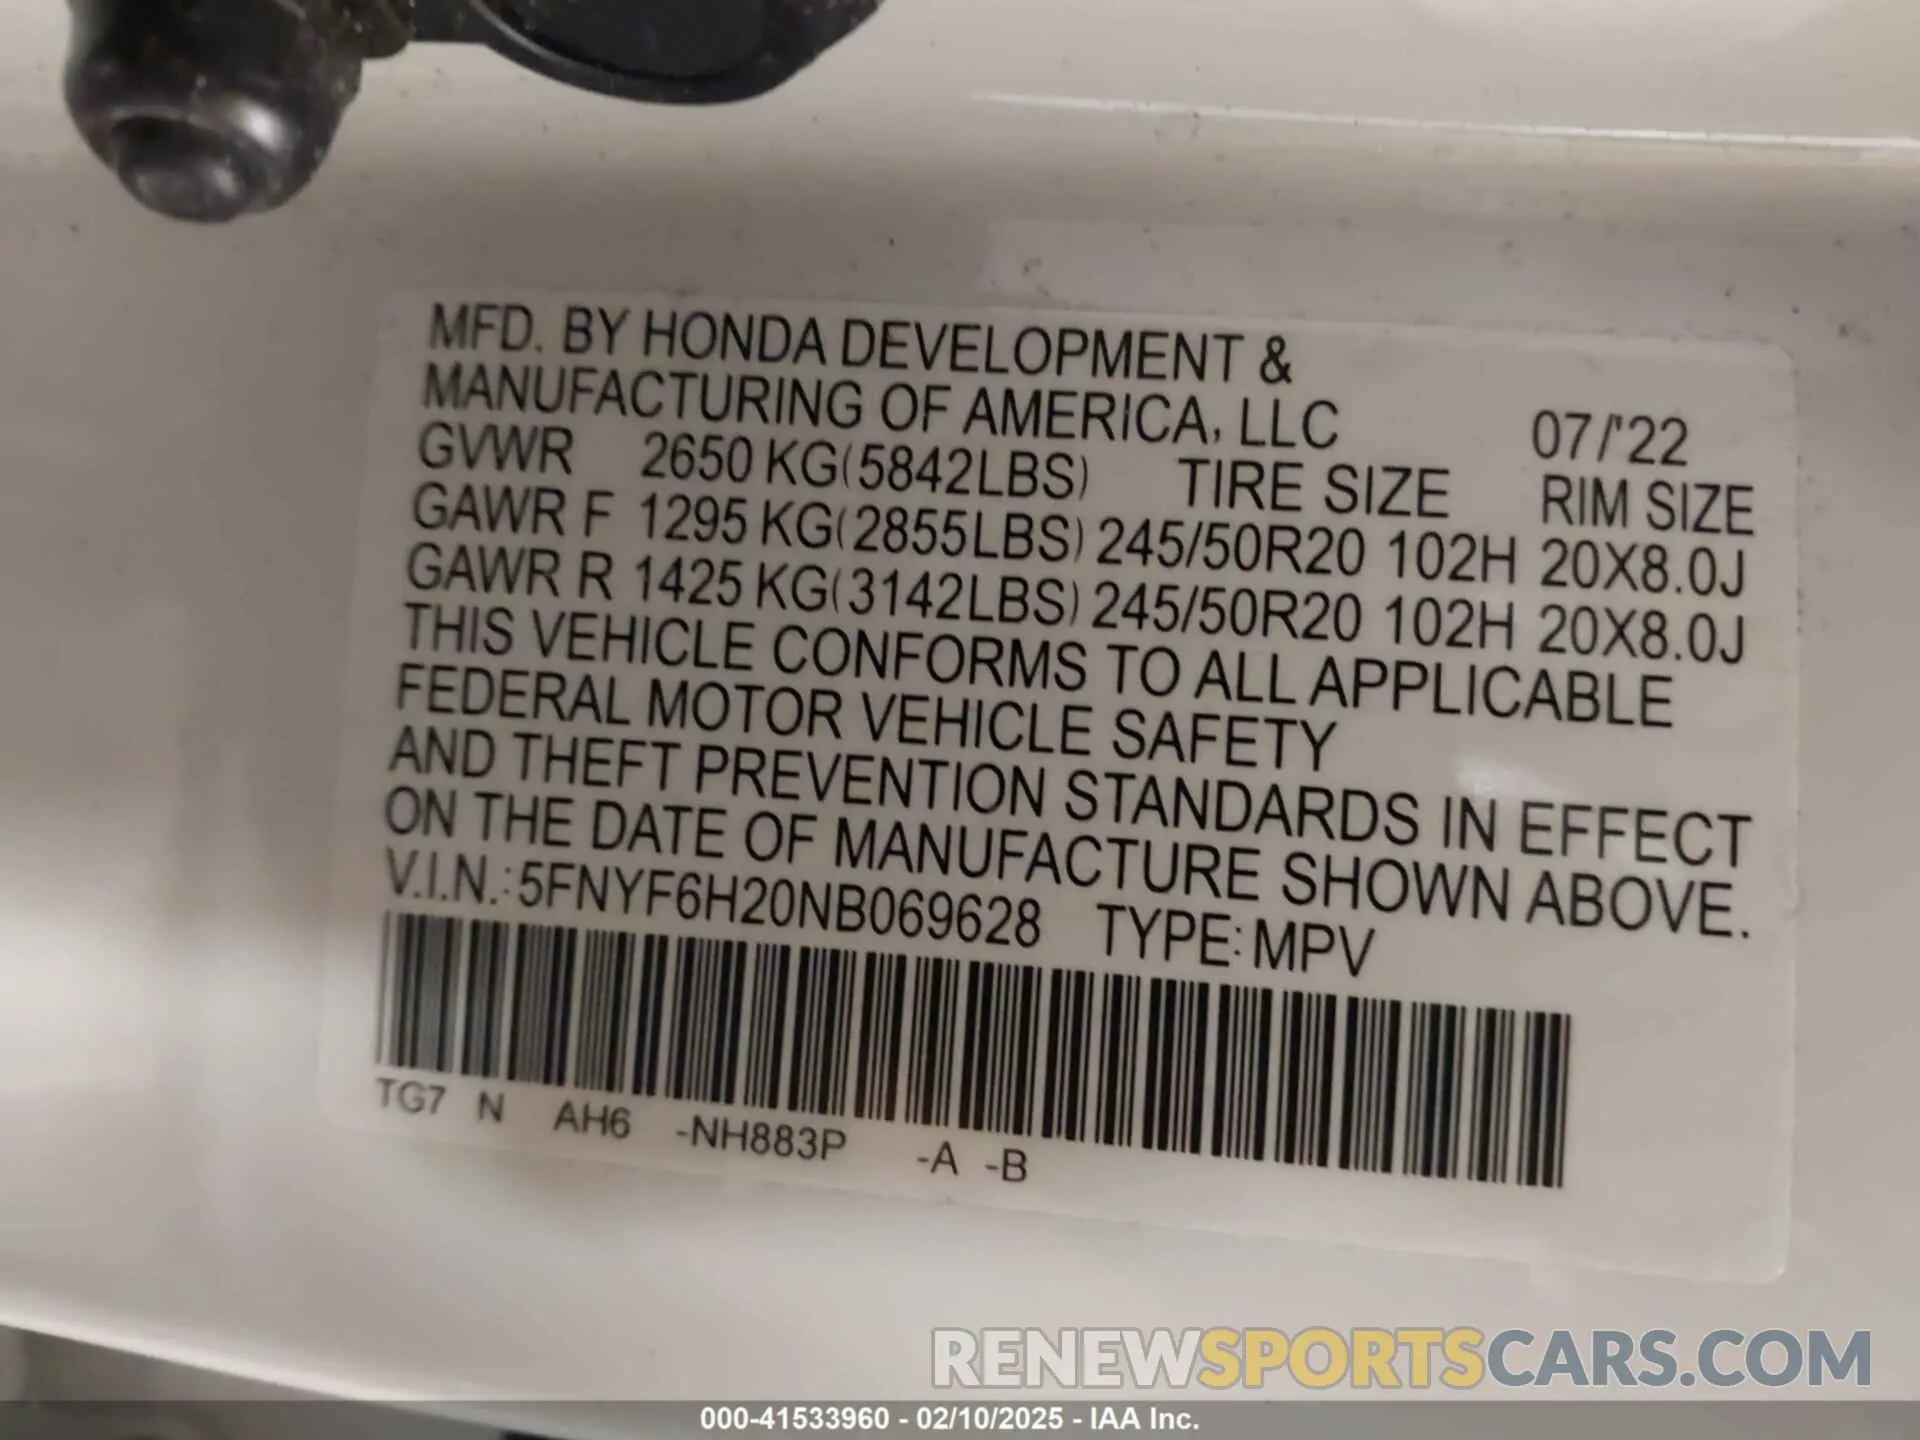 MFD. BY HONDA DEVELOPMENT &
MANUFACTURING OF AMERICA, LLC 07/'22
GVWR 2650 KG(5842LBS) TIRE SIZE RIM SIZE
GAWR F 1295 KG(2855LBS) 245/50R20 102H 20X8.0J
GAWR R 1425 KG(3142LBS) 245/50R20 102H 20X8.0J
THIS VEHICLE CONFORMS TO ALL APPLICABLE
FEDERAL MOTOR VEHICLE SAFETY
AND THEFT PREVENTION STANDARDS IN EFFECT
ON THE DATE OF MANUFACTURE SHOWN ABOVE.
V.I.N.: 5FNYF6H20NB069628 TYPE: MPV
TG7 N AH6 -NH883P -A -B
RENEWSPORTSCARS.COM
000-41533960 - 02/10/2025 - IAA Inc.